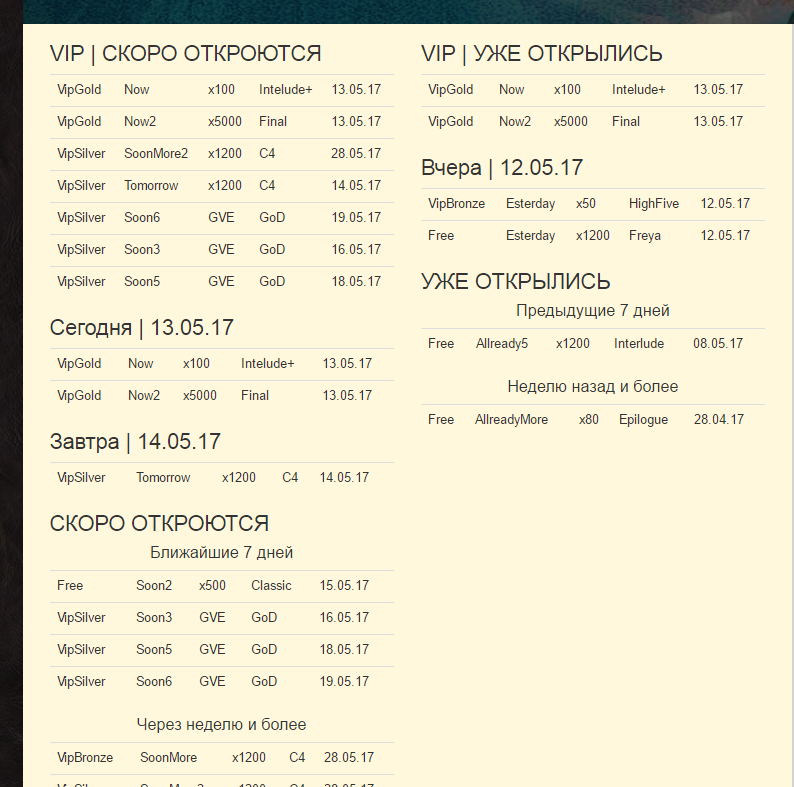 VIP | СКОРО ОТКРОЮТСЯ
VipGold Now x100 Intelude+ 13.05.17
VipGold Now2 x5000 Final 13.05.17
VipSilver SoonMore2 x1200 C4 28.05.17
VipSilver Tomorrow x1200 C4 14.05.17
VipSilver Soon6 GVE GoD 19.05.17
VipSilver Soon3 GVE GoD 16.05.17
VipSilver Soon5 GVE GoD 18.05.17
Сегодня | 13.05.17
VipGold Now x100 Intelude+ 13.05.17
VipGold Now2 x5000 Final 13.05.17
Завтра | 14.05.17
VipSilver Tomorrow x1200 C4 14.05.17
СКОРО ОТКРОЮТСЯ
Ближайшие 7 дней
Free Soon2 x500 Classic 15.05.17
VipSilver Soon3 GVE GoD 16.05.17
VipSilver Soon5 GVE GoD 18.05.17
VipSilver Soon6 GVE GoD 19.05.17
Через неделю и более
VipBronze SoonMore x1200 C4 28.05.17
VIP | УЖЕ ОТКРЫЛИСЬ
VipGold Now x100 Intelude+ 13.05.17
VipGold Now2 x5000 Final 13.05.17
Вчера | 12.05.17
VipBronze Esterday x50 HighFive 12.05.17
Free Esterday x1200 Freya 12.05.17
УЖЕ ОТКРЫЛИСЬ
Предыдущие 7 дней
Free Allready5 x1200 Interlude 08.05.17
Неделю назад и более
Free AllreadyMore x80 Epilogue 28.04.17